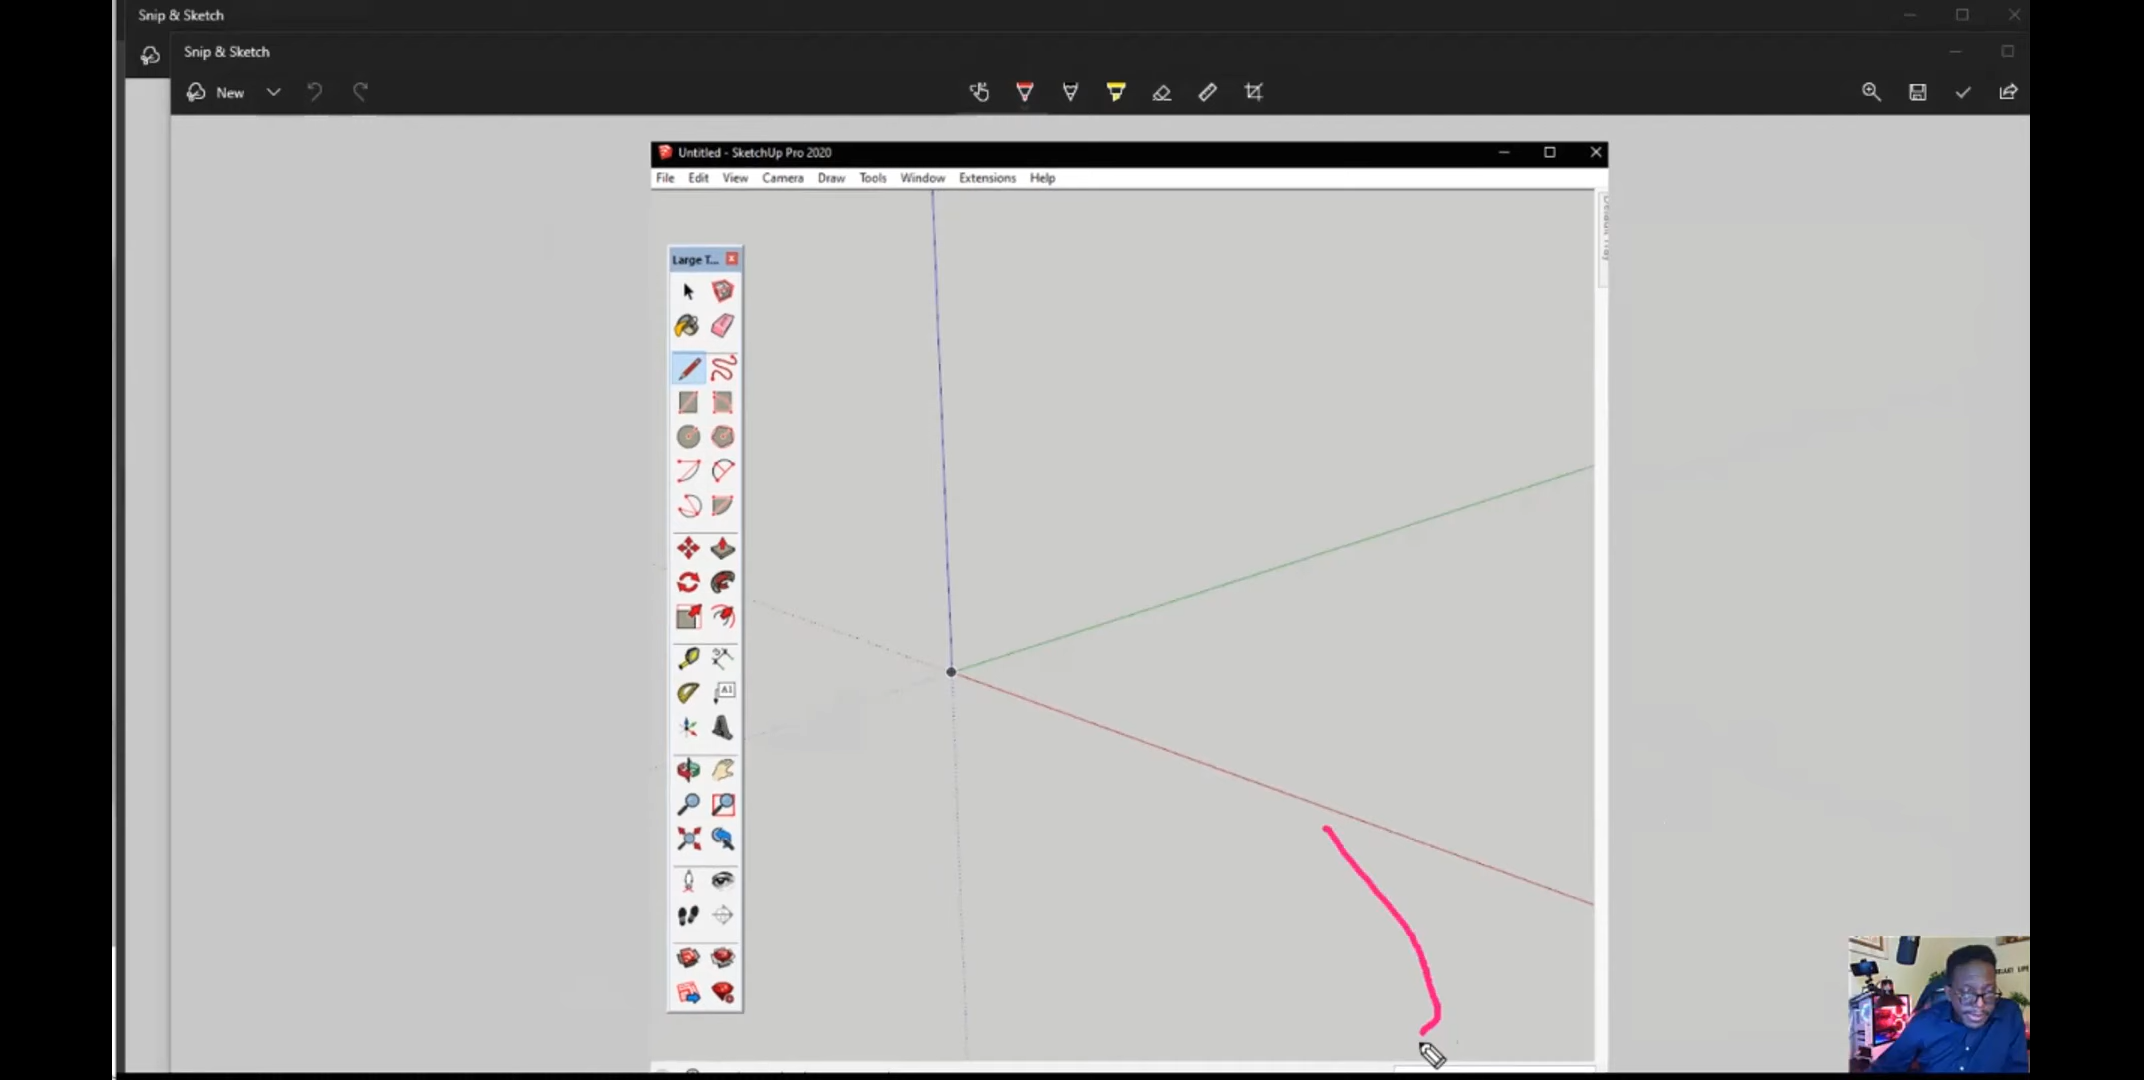 Snip & Sketch
Snip & Sketch
New
Untitled - SketchUp Pro 2020
File Edit View Camera Draw Tools Window Extensions Help
Large T...
A1